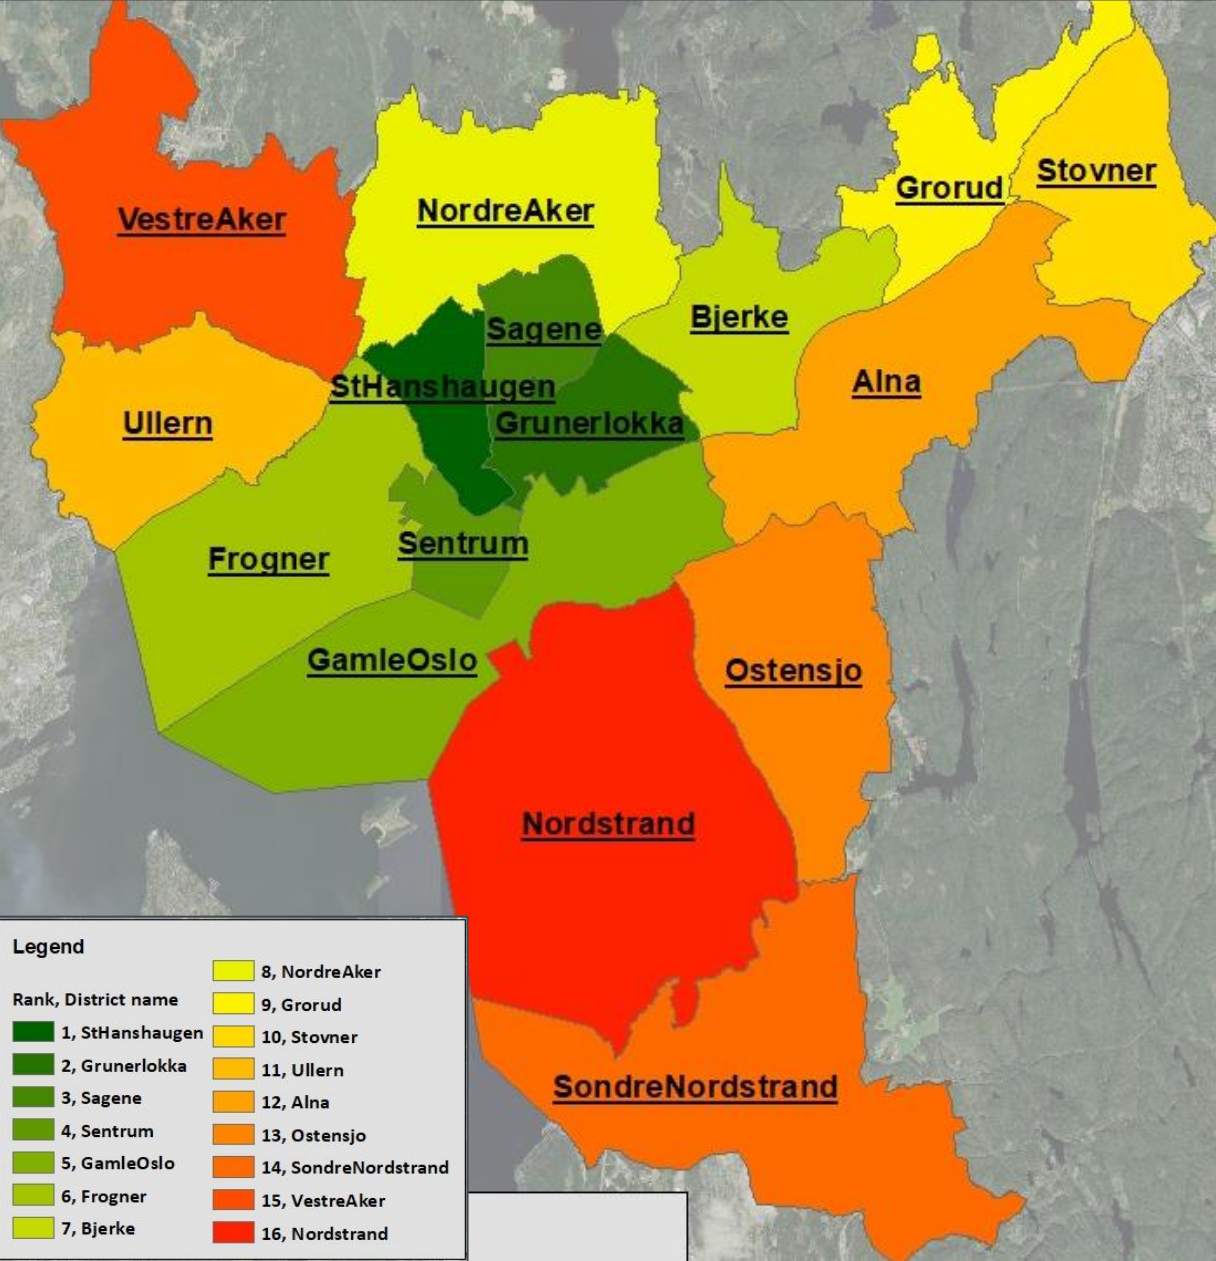 Stovner
Grorud
NordreAker
VestreAker
Bjerke
Sagene
Alna
StHanshaugen
Ullern
Grunerlokka
Sentrum
Frogner
GamleOslo
Ostensjo
Nordstrand
SondreNordstrand
Legend
Rank, District name
1, StHanshaugen
2, Grunerlokka
3, Sagene
4, Sentrum
5, GamleOslo
6, Frogner
7, Bjerke
8, NordreAker
9, Grorud
10, Stovner
11, Ullern
12, Alna
13, Ostensjo
14, SondreNordstrand
15, VestreAker
16, Nordstrand